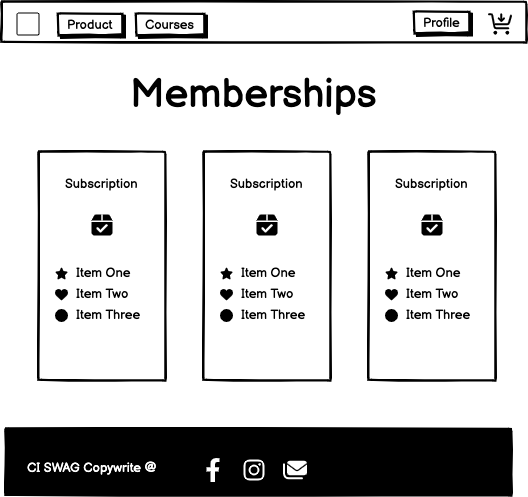 Product
Courses
Profile
Memberships
Subscription
Item One
Item Two
Item Three
Subscription
Item One
Item Two
Item Three
Subscription
Item One
Item Two
Item Three
CI SWAG Copywrite @